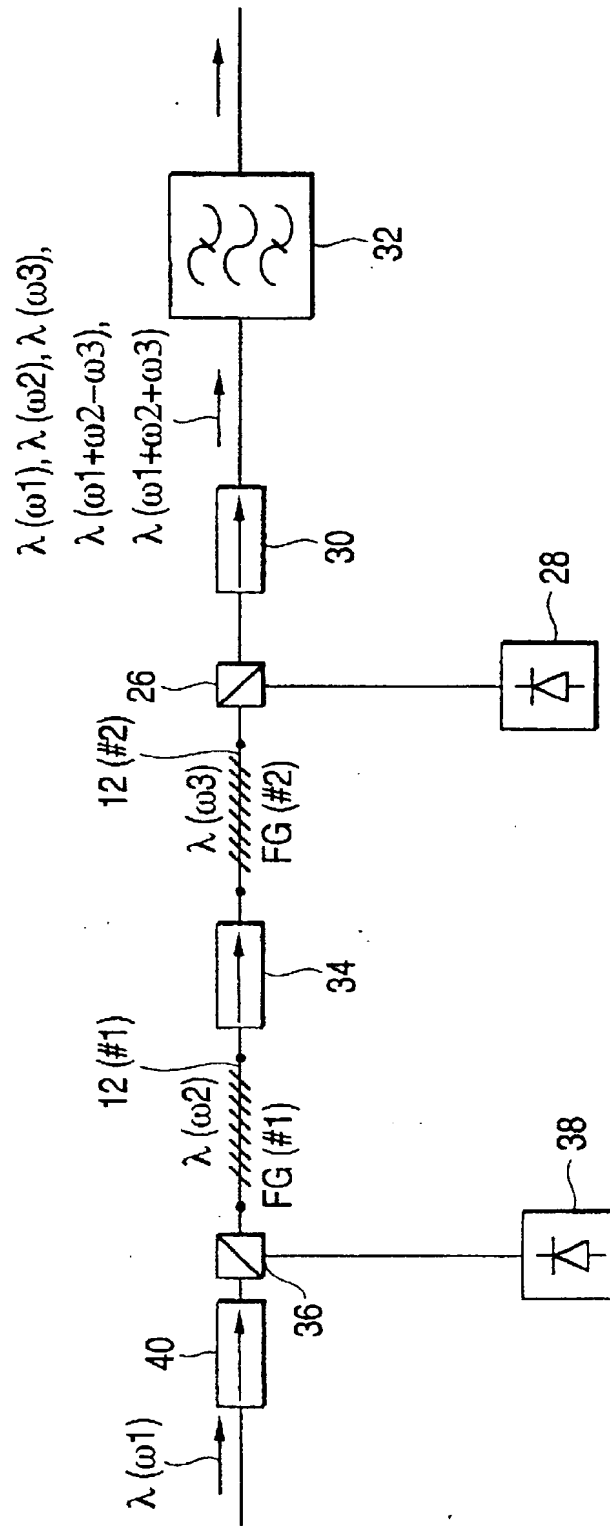 λ (ω1)
40
36
38
λ (ω2)
FG (#1)
12 (#1)
34
λ (ω3)
FG (#2)
12 (#2)
26
28
30
λ (ω1), λ (ω2), λ (ω3),
λ (ω1+ω2−ω3),
λ (ω1+ω2+ω3)
32